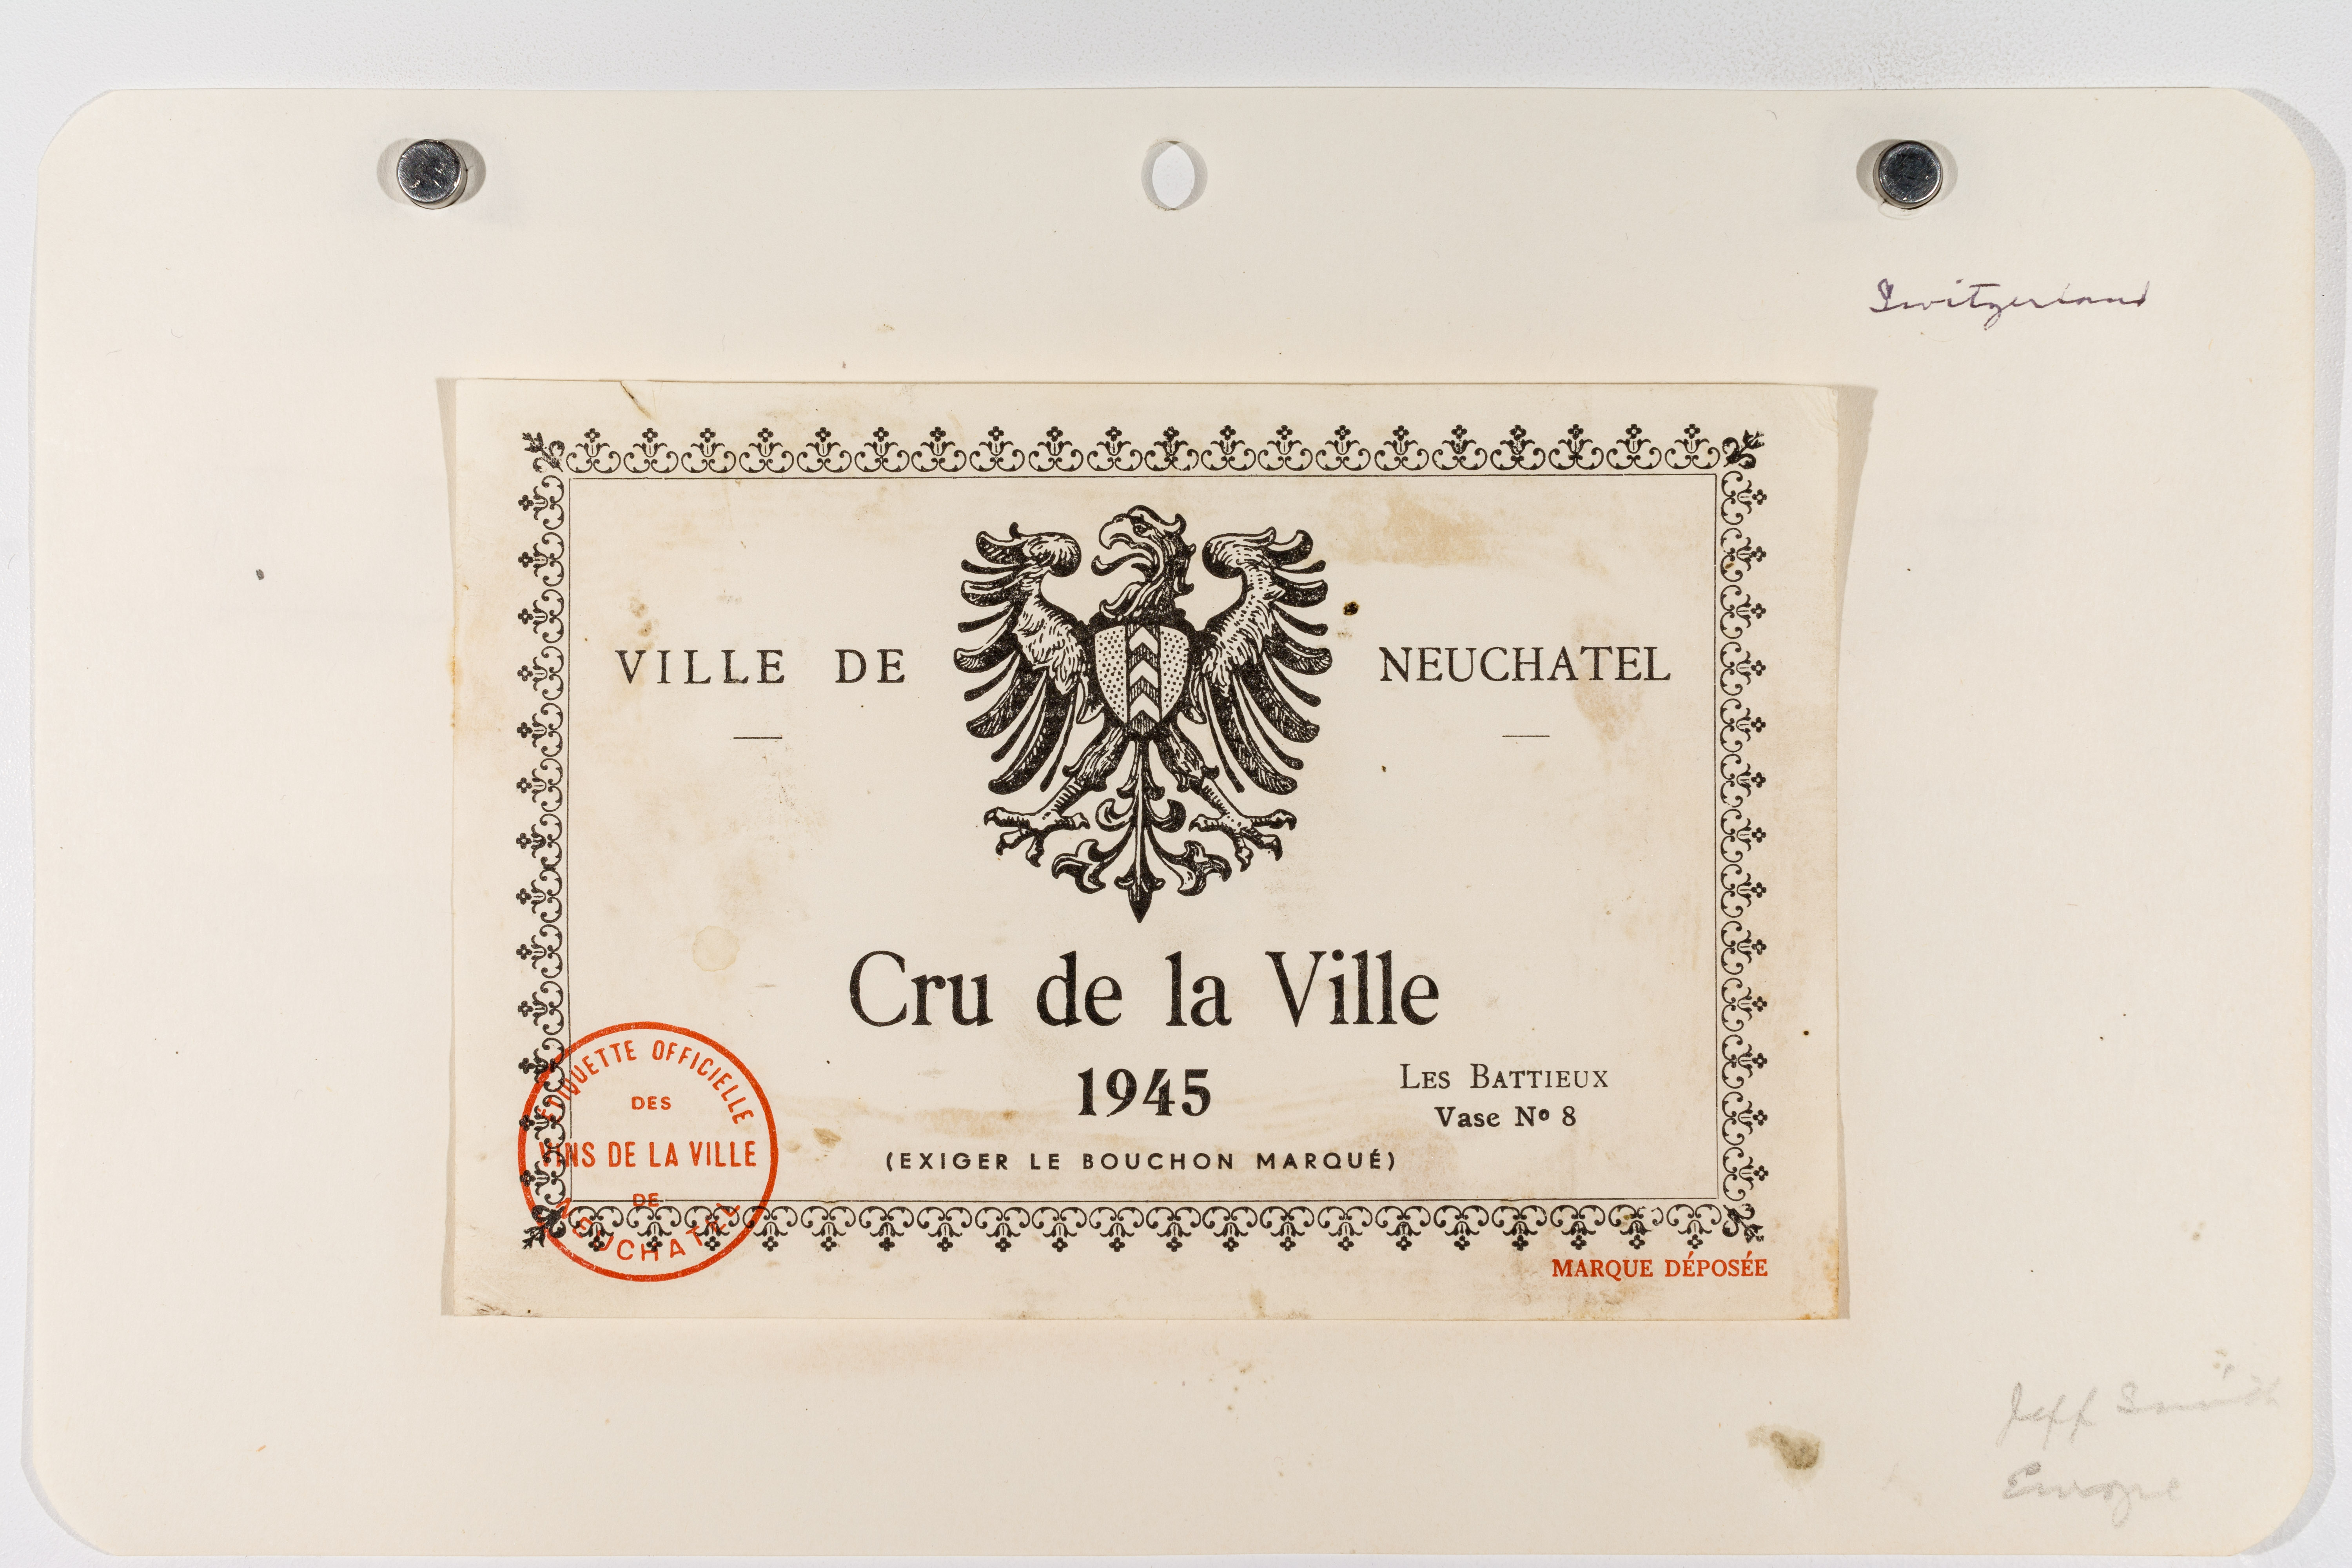 Switzerland
VILLE DE NEUCHATEL
Cru de la Ville
1945
LES BATTIEUX
Vase No 8
(EXIGER LE BOUCHON MARQUÉ)
ETIQUETTE OFFICIELLE
DES
VINS DE LA VILLE
DE
NEUCHATEL
MARQUE DÉPOSÉE
Jeff Smith
Europe